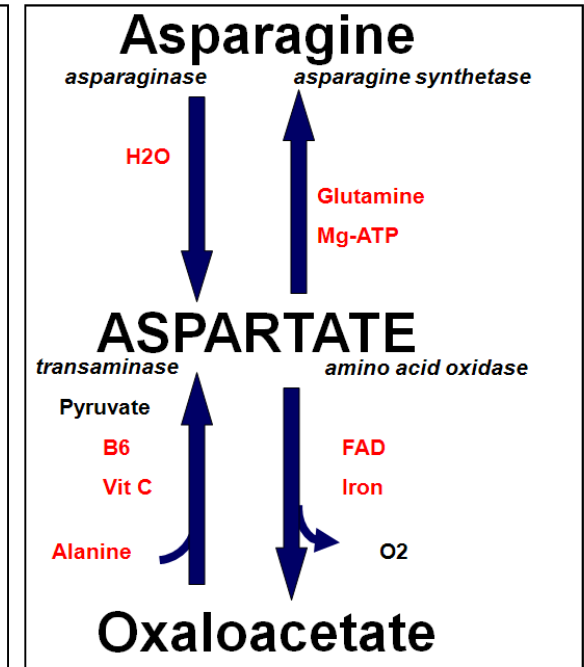 Asparagine
asparaginase asparagine synthetase
H2O
Glutamine
Mg-ATP
ASPARTATE
transaminase amino acid oxidase
Pyruvate
B6 FAD
Vit C Iron
Alanine O2
Oxaloacetate